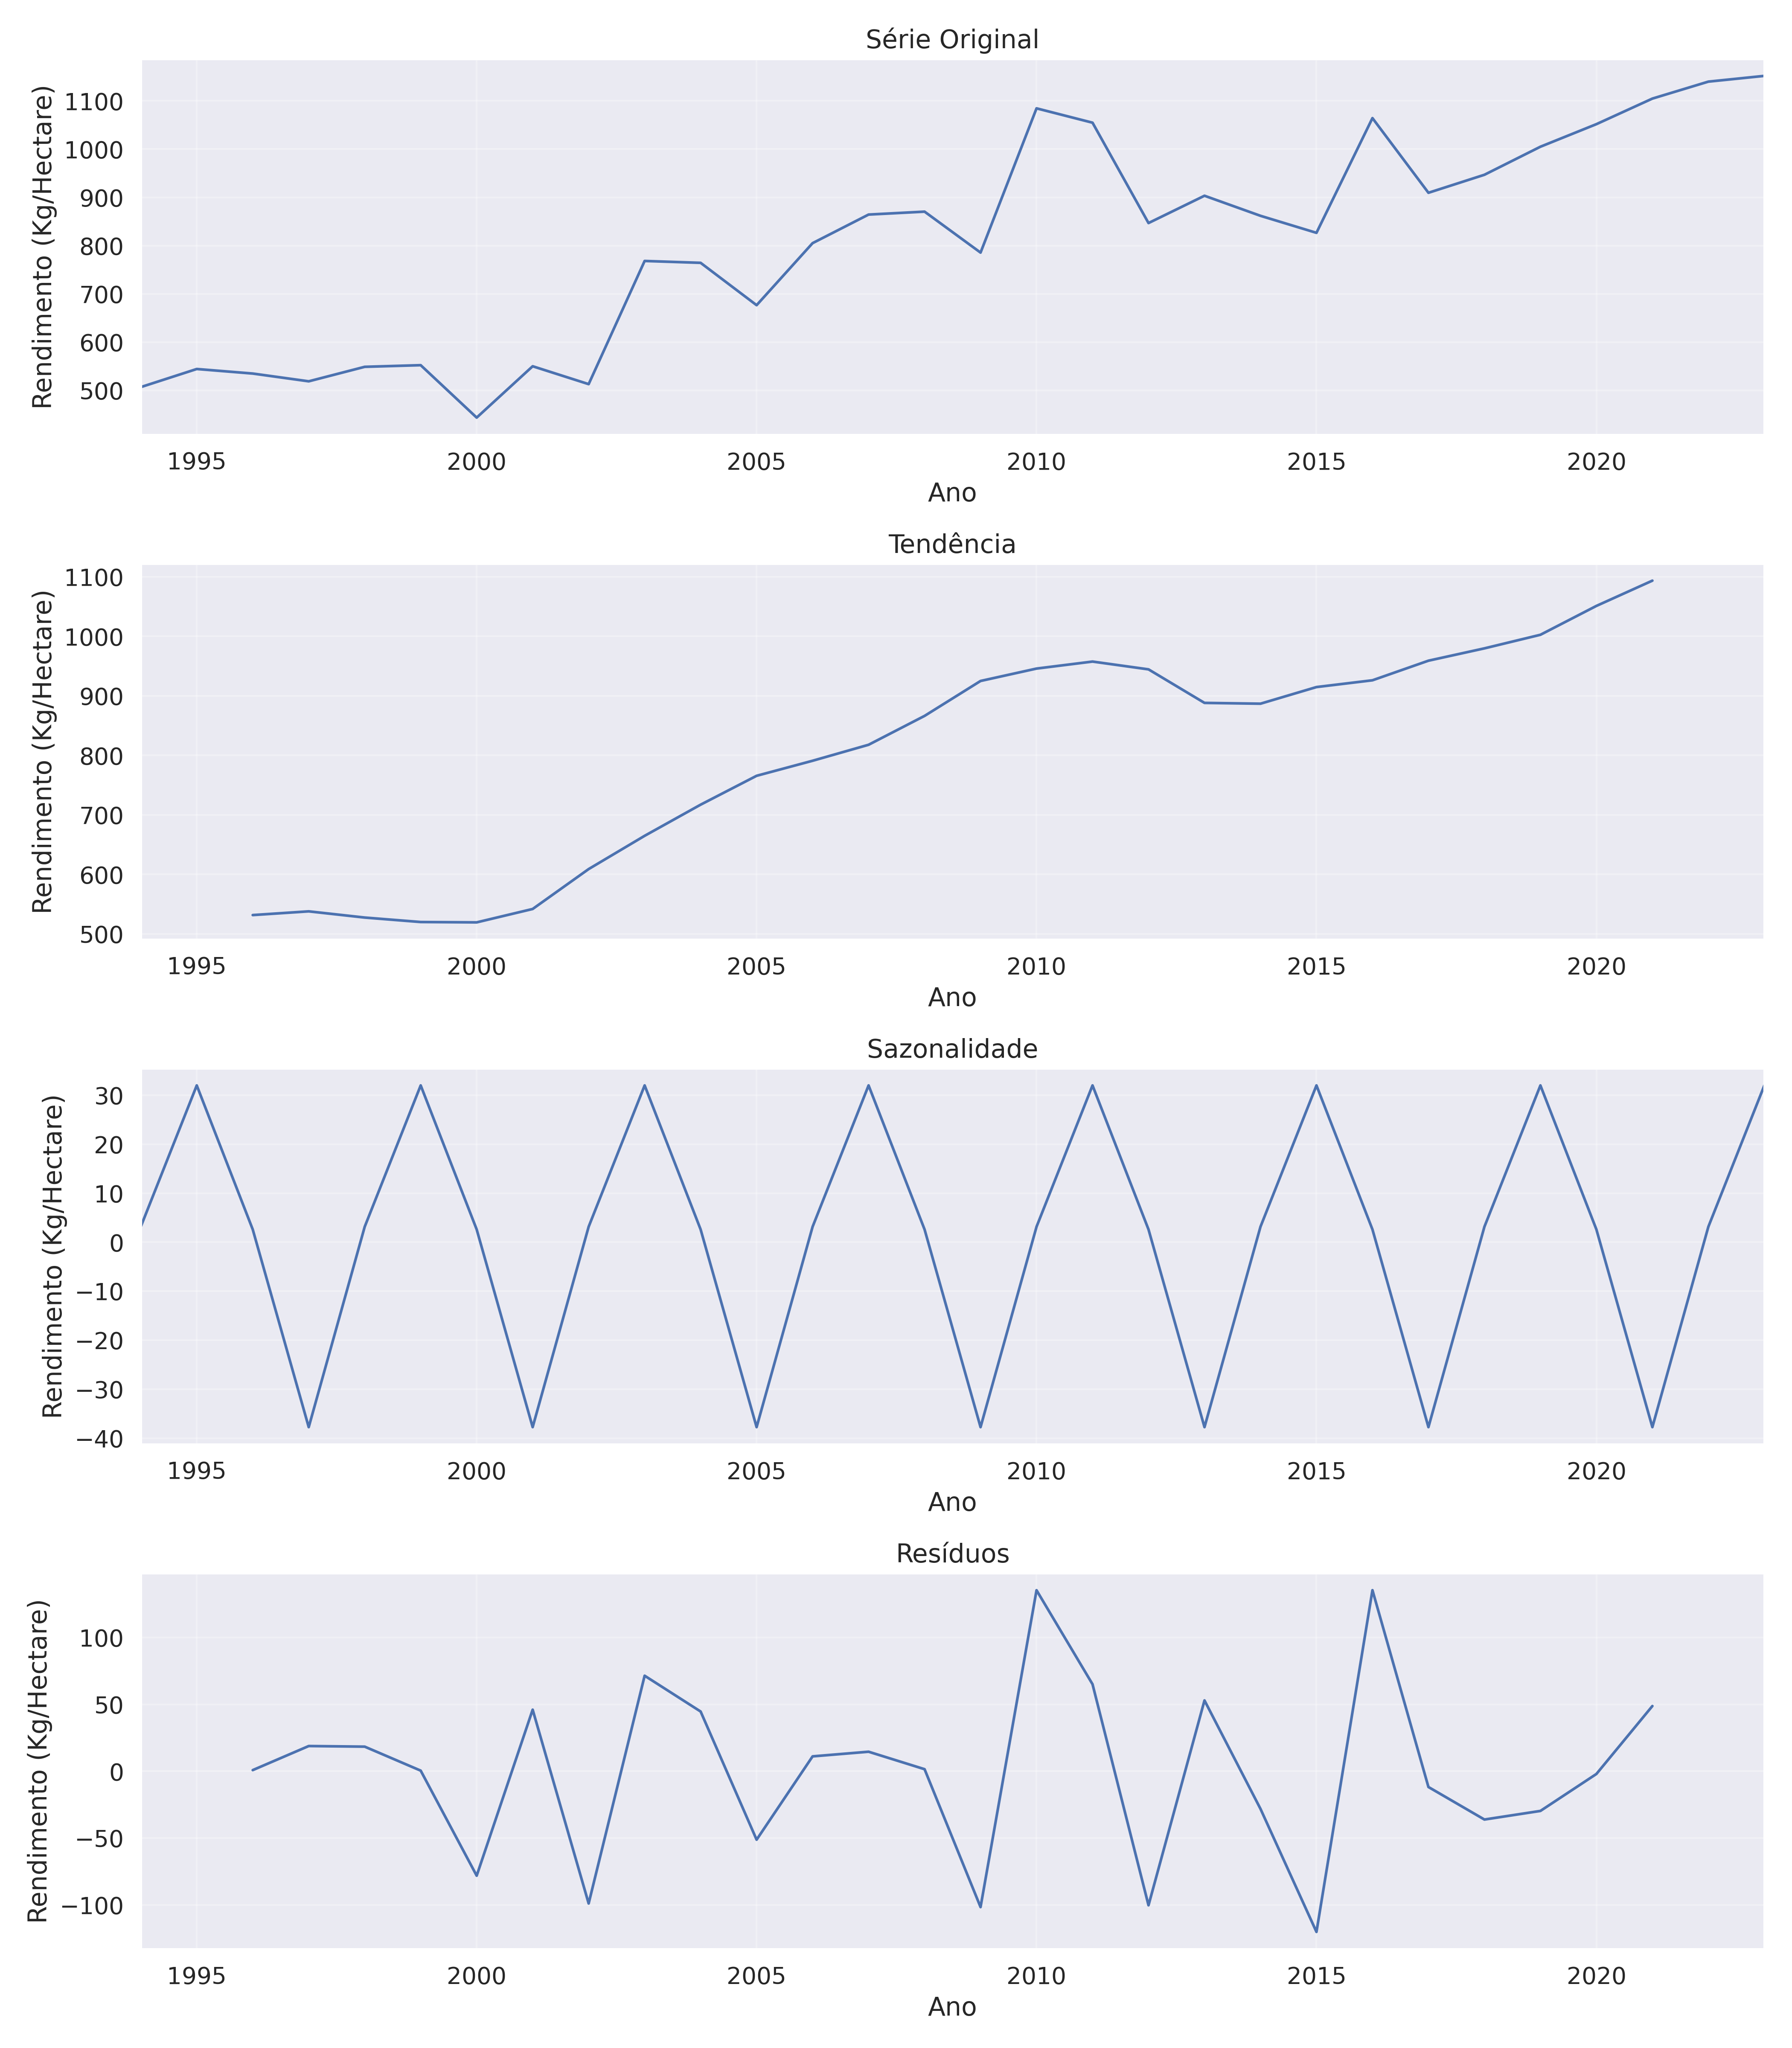 Série Original
Rendimento (Kg/Hectare)
1100
1000
900
800
700
600
500
1995 2000 2005 2010 2015 2020
Ano
Tendência
Rendimento (Kg/Hectare)
1100
1000
900
800
700
600
500
1995 2000 2005 2010 2015 2020
Ano
Sazonalidade
Rendimento (Kg/Hectare)
30
20
10
0
−10
−20
−30
−40
1995 2000 2005 2010 2015 2020
Ano
Resíduos
Rendimento (Kg/Hectare)
100
50
0
−50
−100
1995 2000 2005 2010 2015 2020
Ano